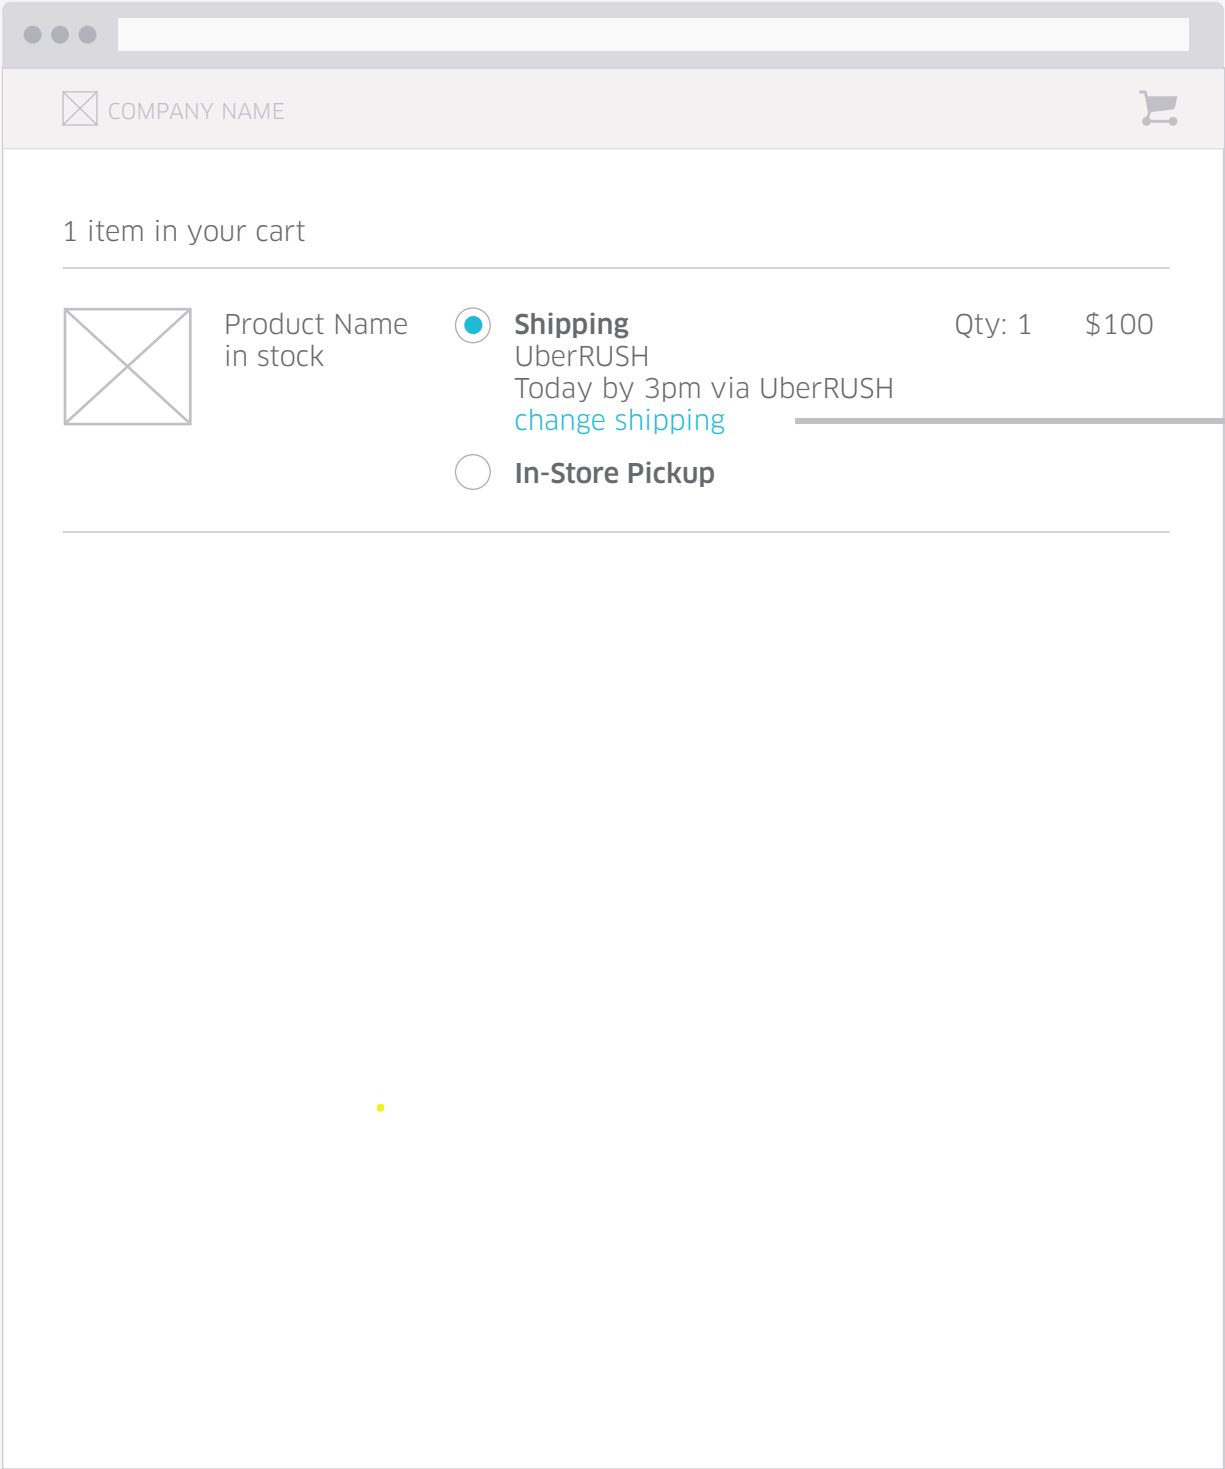 COMPANY NAME
1 item in your cart
Product Name
in stock
Shipping
UberRUSH
Today by 3pm via UberRUSH
change shipping
In-Store Pickup
Qty: 1
$100